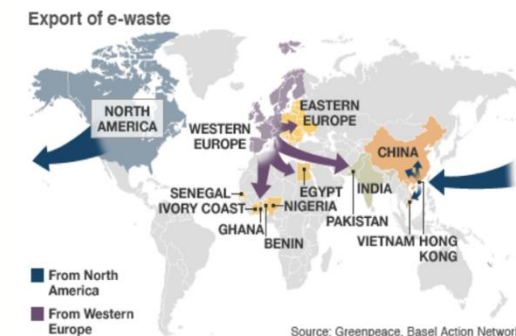 Export of e-waste
NORTH
AMERICA
WESTERN
EUROPE
EASTERN
EUROPE
CHINA
SENEGAL
IVORY COAST
GHANA
BENIN
EGYPT
NIGERIA
INDIA
PAKISTAN
VIETNAM
HONG
KONG
From North
America
From Western
Europe
Source: Greenpeace, Basel Action Network